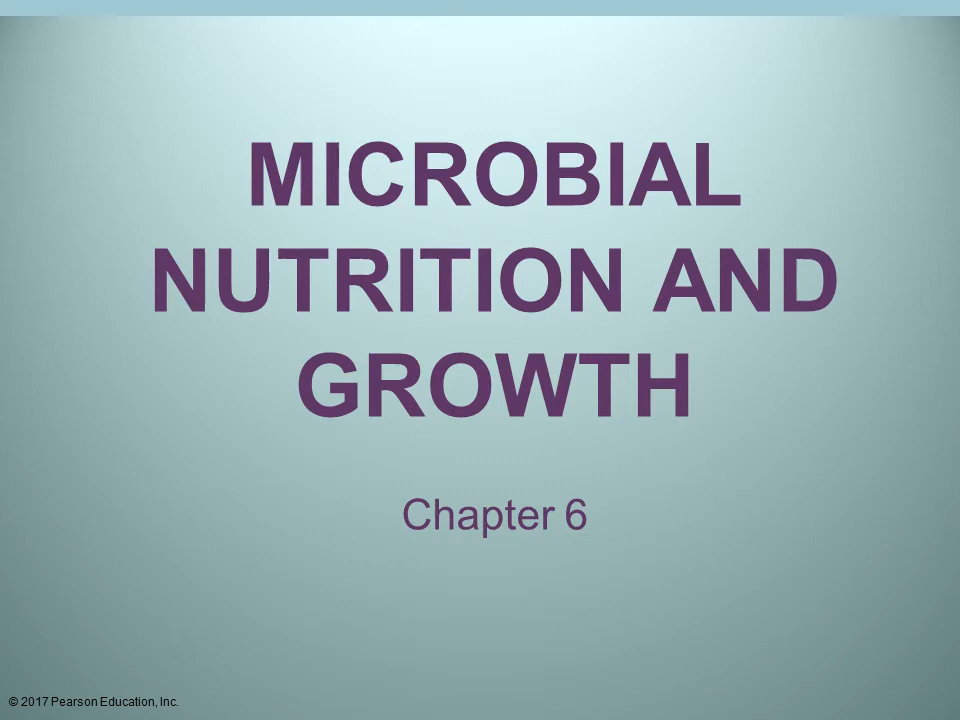 MICROBIAL
NUTRITION AND
GROWTH
Chapter 6
© 2017 Pearson Education, Inc.